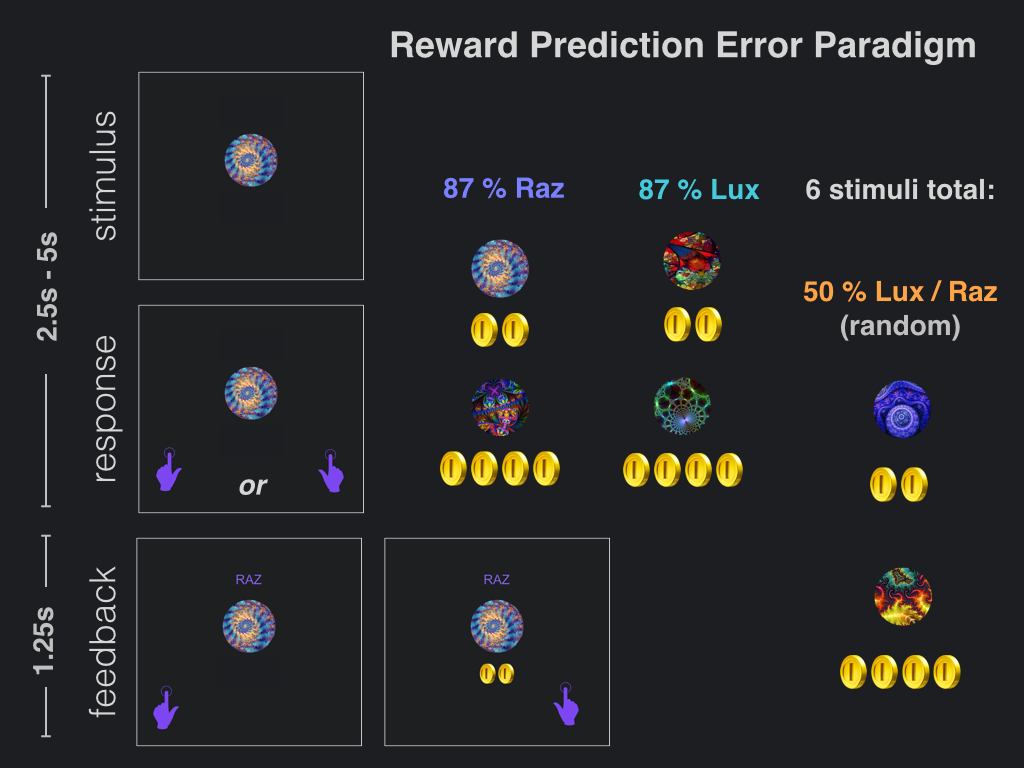 Reward Prediction Error Paradigm
stimulus
2.5s - 5s
response
or
1.25s
feedback
RAZ
RAZ
87 % Raz
87 % Lux
6 stimuli total:
50 % Lux / Raz
(random)